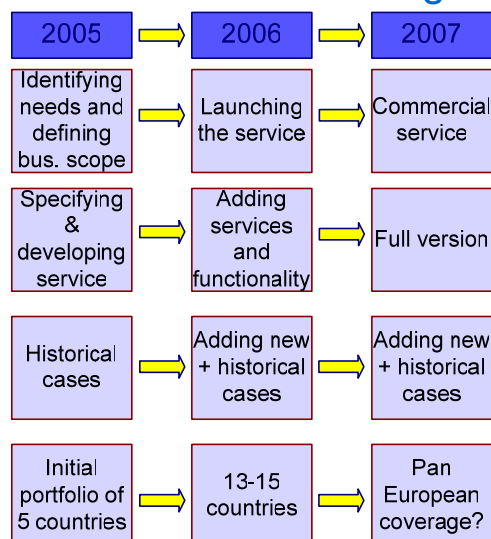 2005
2006
2007
Identifying
needs and
defining
bus. scope
Launching
the service
Commercial
service
Specifying
&
developing
service
Adding
services
and
functionality
Full version
Historical
cases
Adding new
+ historical
cases
Adding new
+ historical
cases
Initial
portfolio of
5 countries
13-15
countries
Pan
European
coverage?